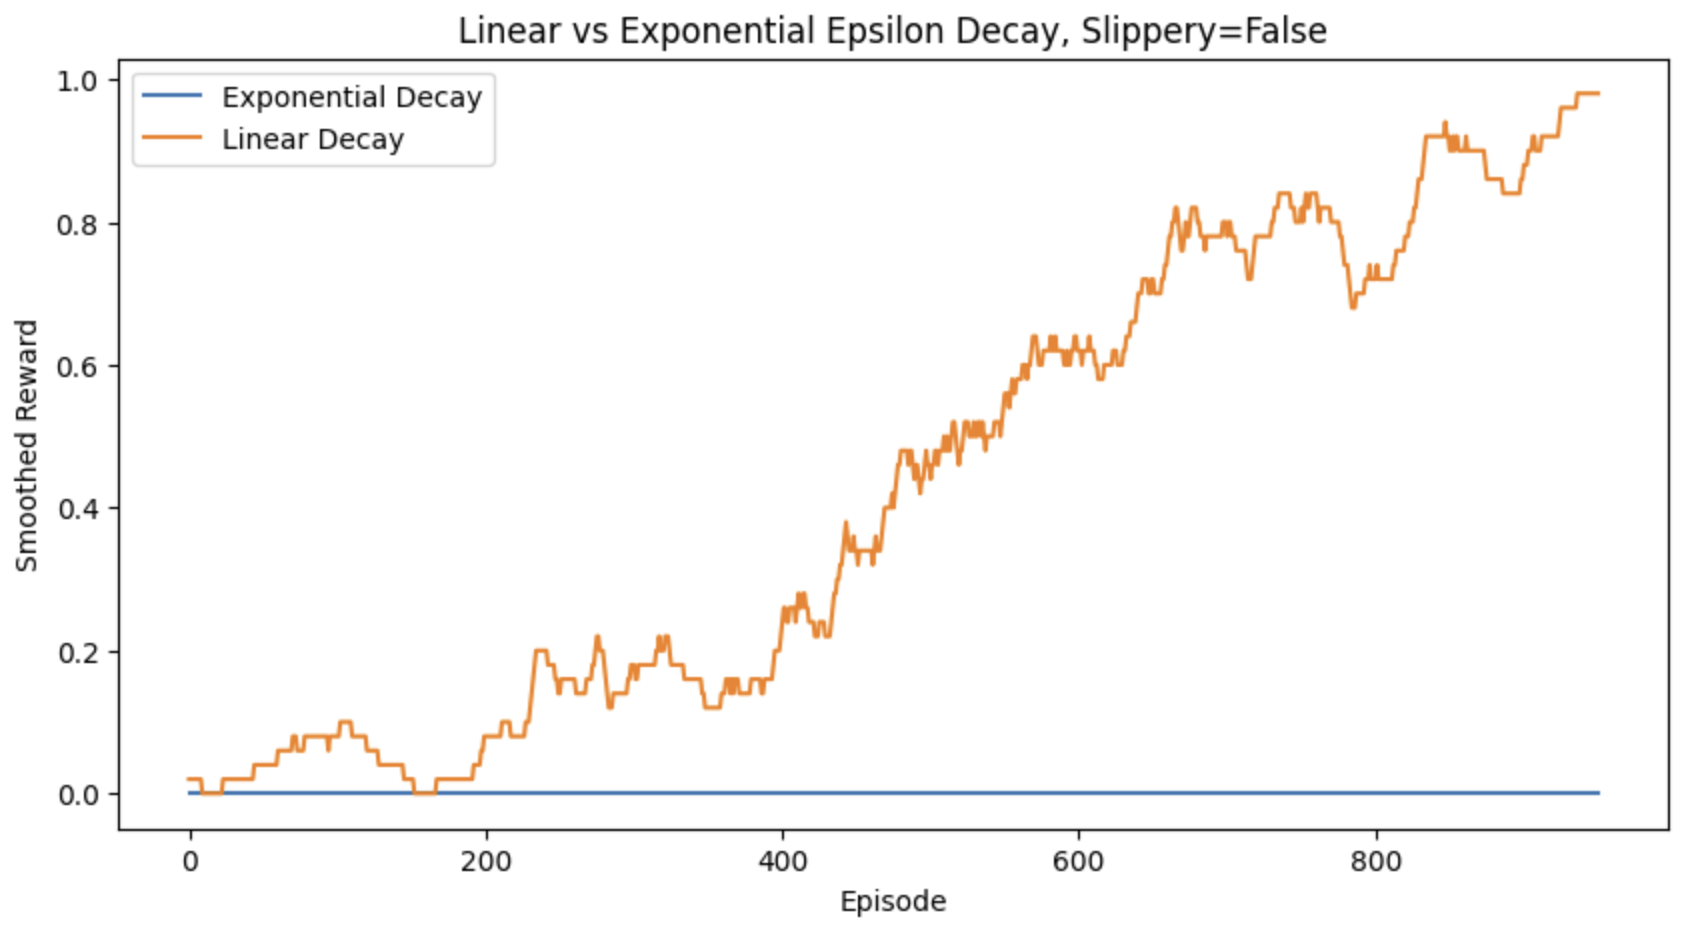 Linear vs Exponential Epsilon Decay, Slippery=False
Exponential Decay
Linear Decay
1.0
0.8
0.6
0.4
0.2
0.0
Smoothed Reward
0 200 400 600 800
Episode